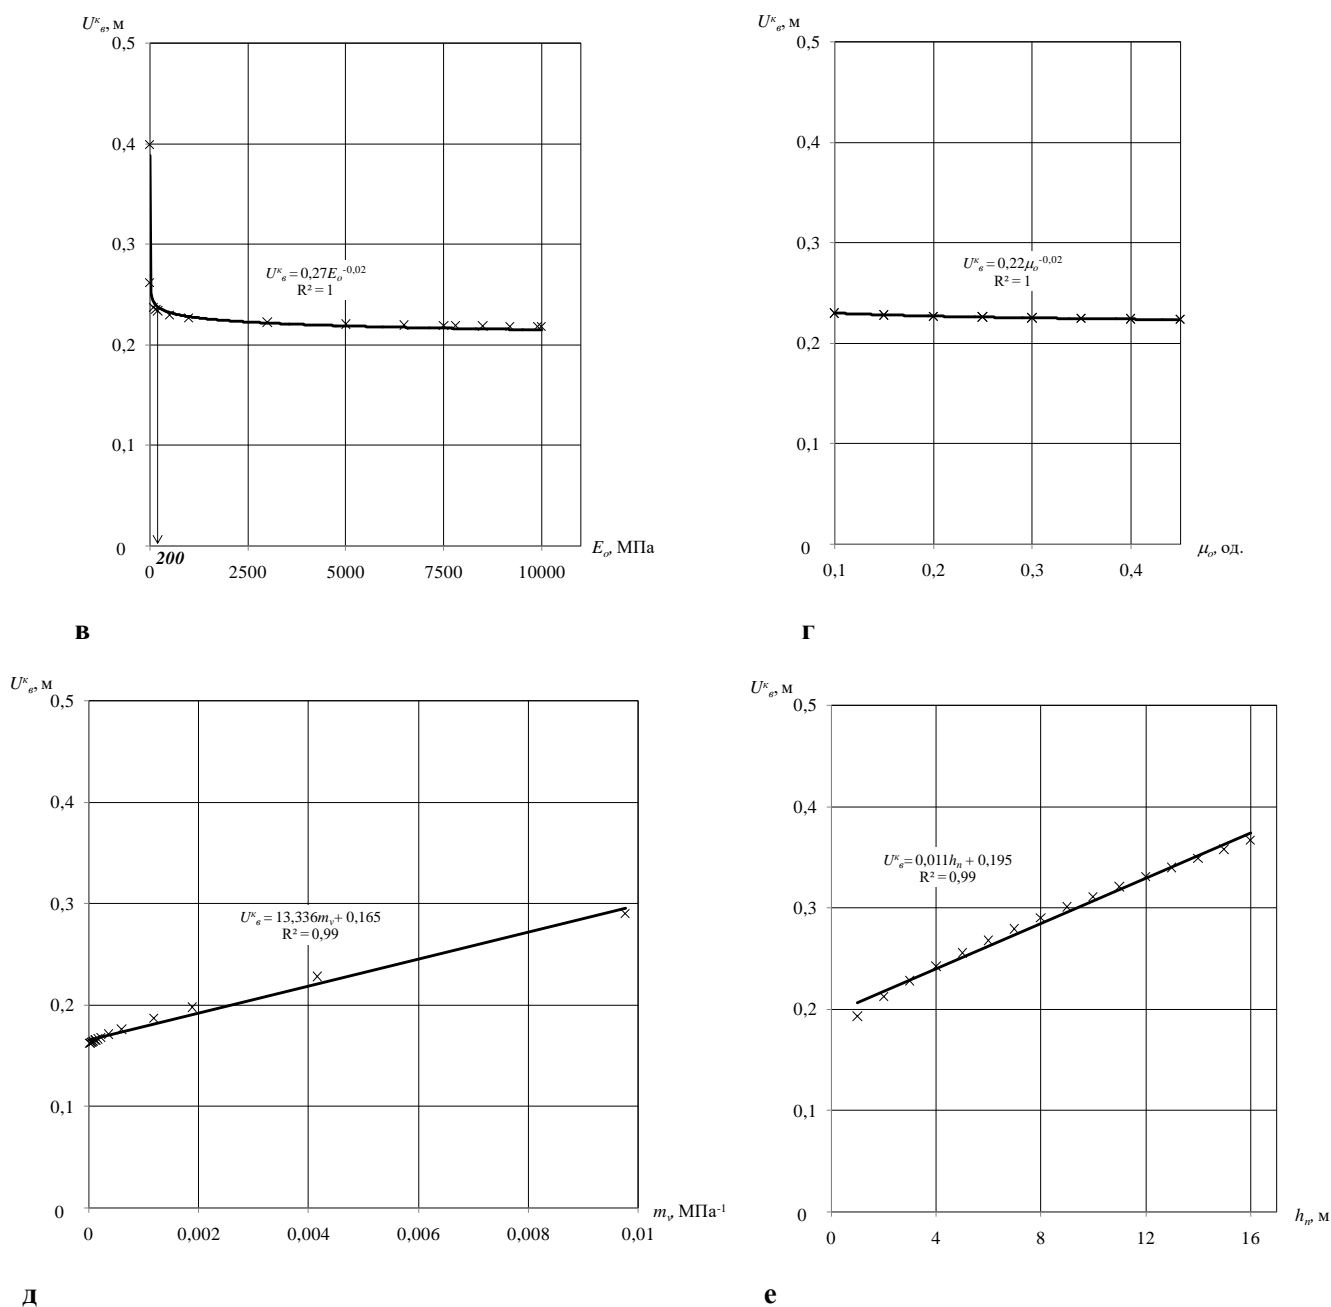 Uᵏв, м
0,5
0,4
0,3
0,2
0,1
0
Uᵏв = 0,27Eₒ⁻⁰,⁰²
R² = 1
200
0 2500 5000 7500 10000
Eₒ, МПа
в
Uᵏв, м
0,5
0,4
0,3
0,2
0,1
0
Uᵏв = 0,22μₒ⁻⁰,⁰²
R² = 1
0,1 0,2 0,3 0,4
μₒ, од.
г
Uᵏв, м
0,5
0,4
0,3
0,2
0,1
0
Uᵏв = 13,336mᵥ + 0,165
R² = 0,99
0 0,002 0,004 0,006 0,008 0,01
mᵥ, МПа⁻¹
д
Uᵏв, м
0,5
0,4
0,3
0,2
0,1
0
Uᵏв = 0,011hₙ + 0,195
R² = 0,99
0 4 8 12 16
hₙ, м
е